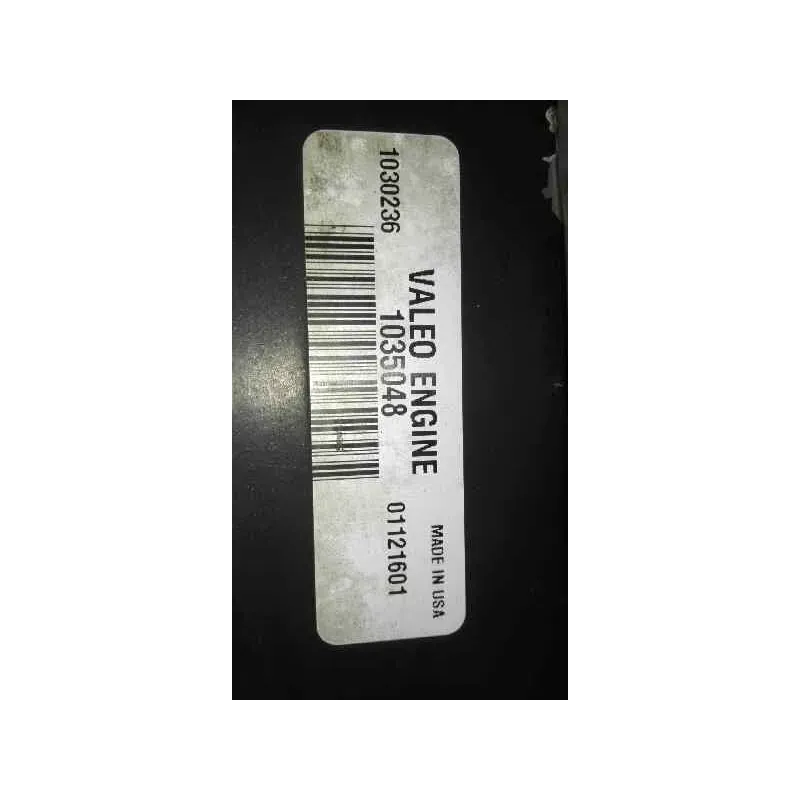 VALEO ENGINE
MADE IN USA
1030236
1035048
01121601